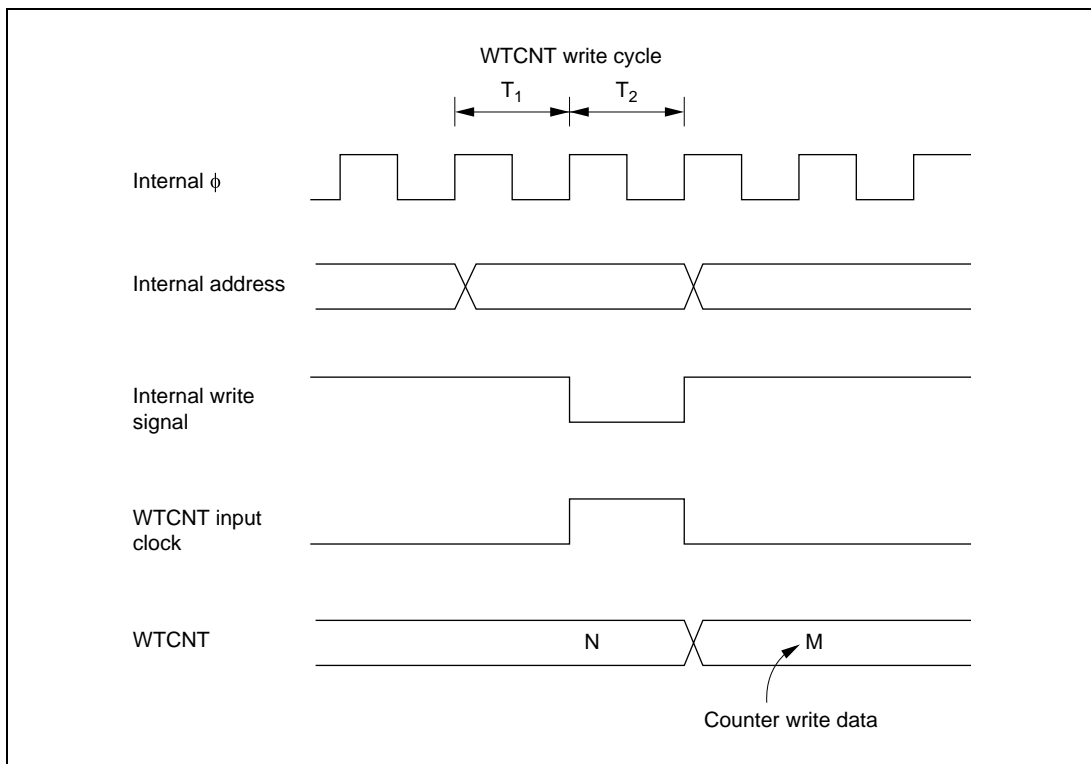 WTCNT write cycle
T1 T2
Internal ϕ
Internal address
Internal write
signal
WTCNT input
clock
WTCNT N M
Counter write data